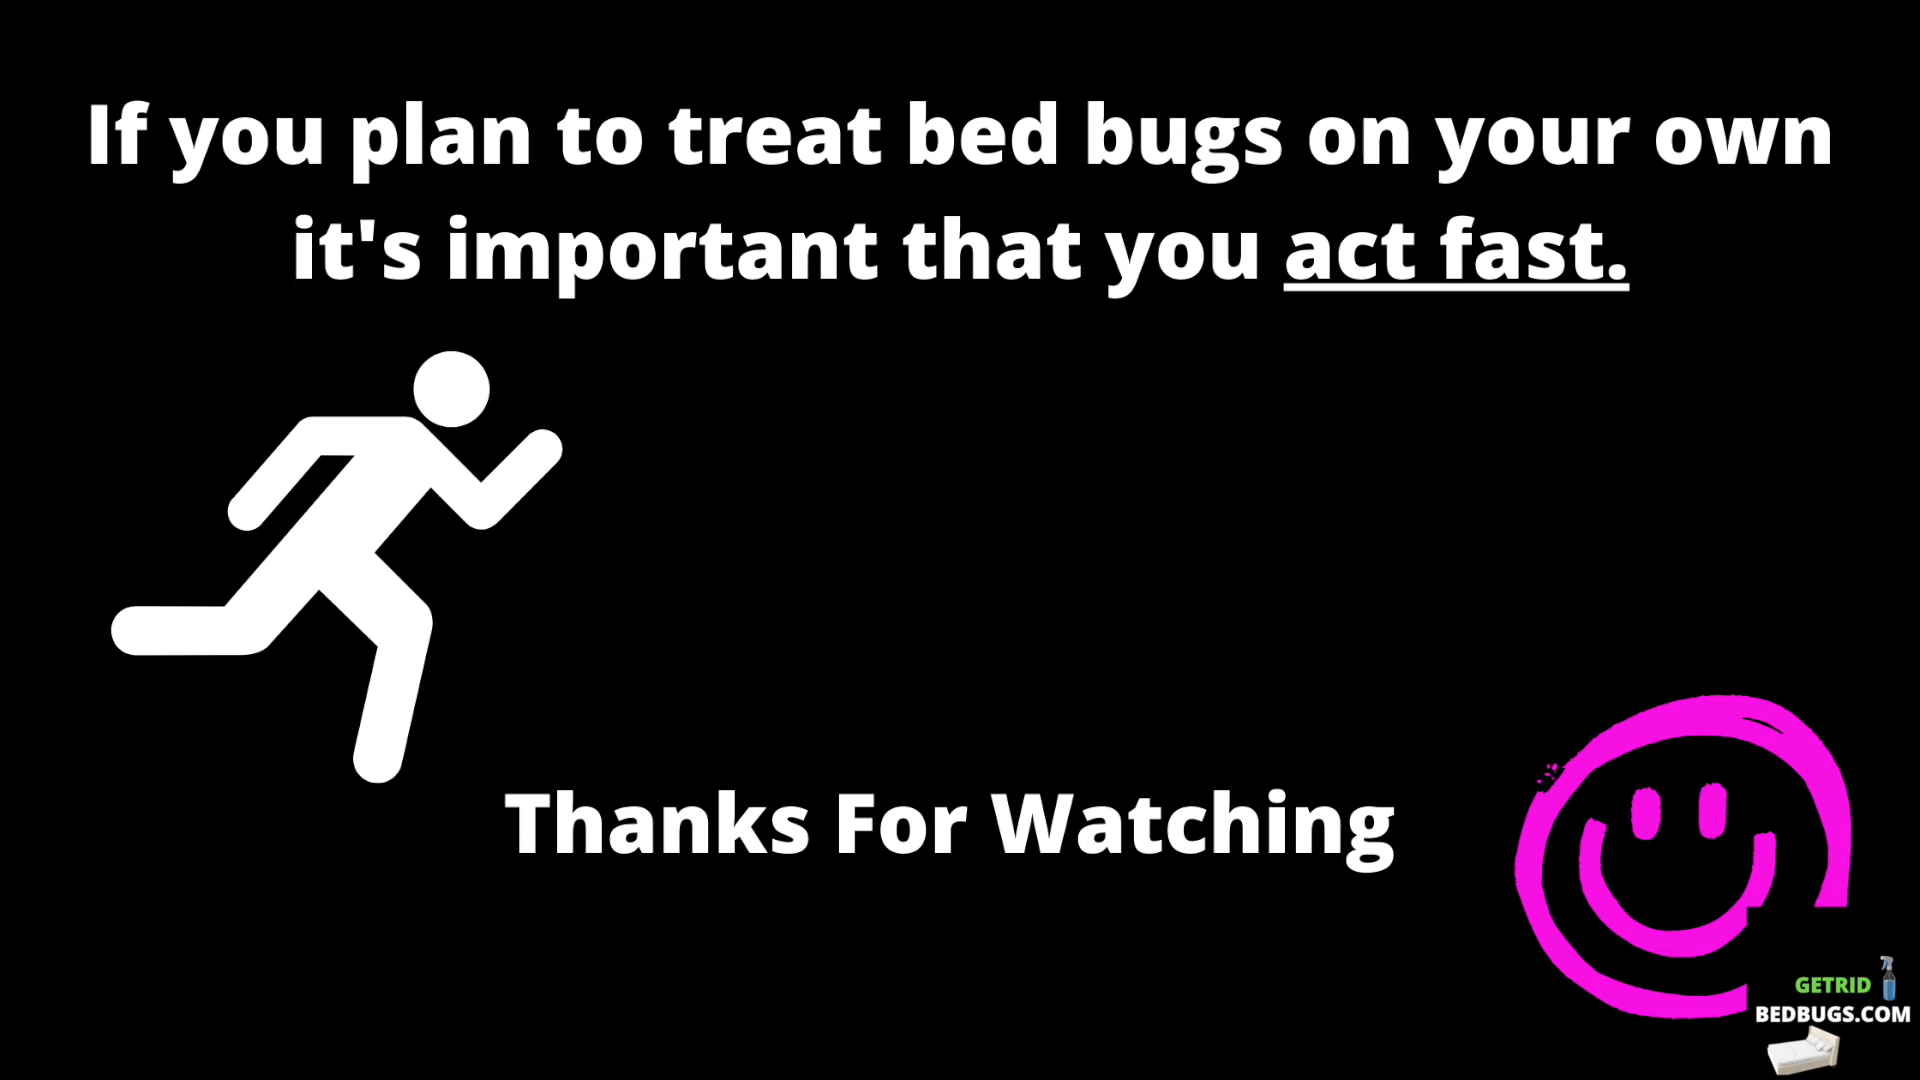 If you plan to treat bed bugs on your own
it's important that you act fast.
Thanks For Watching
GETRID
BEDBUGS.COM